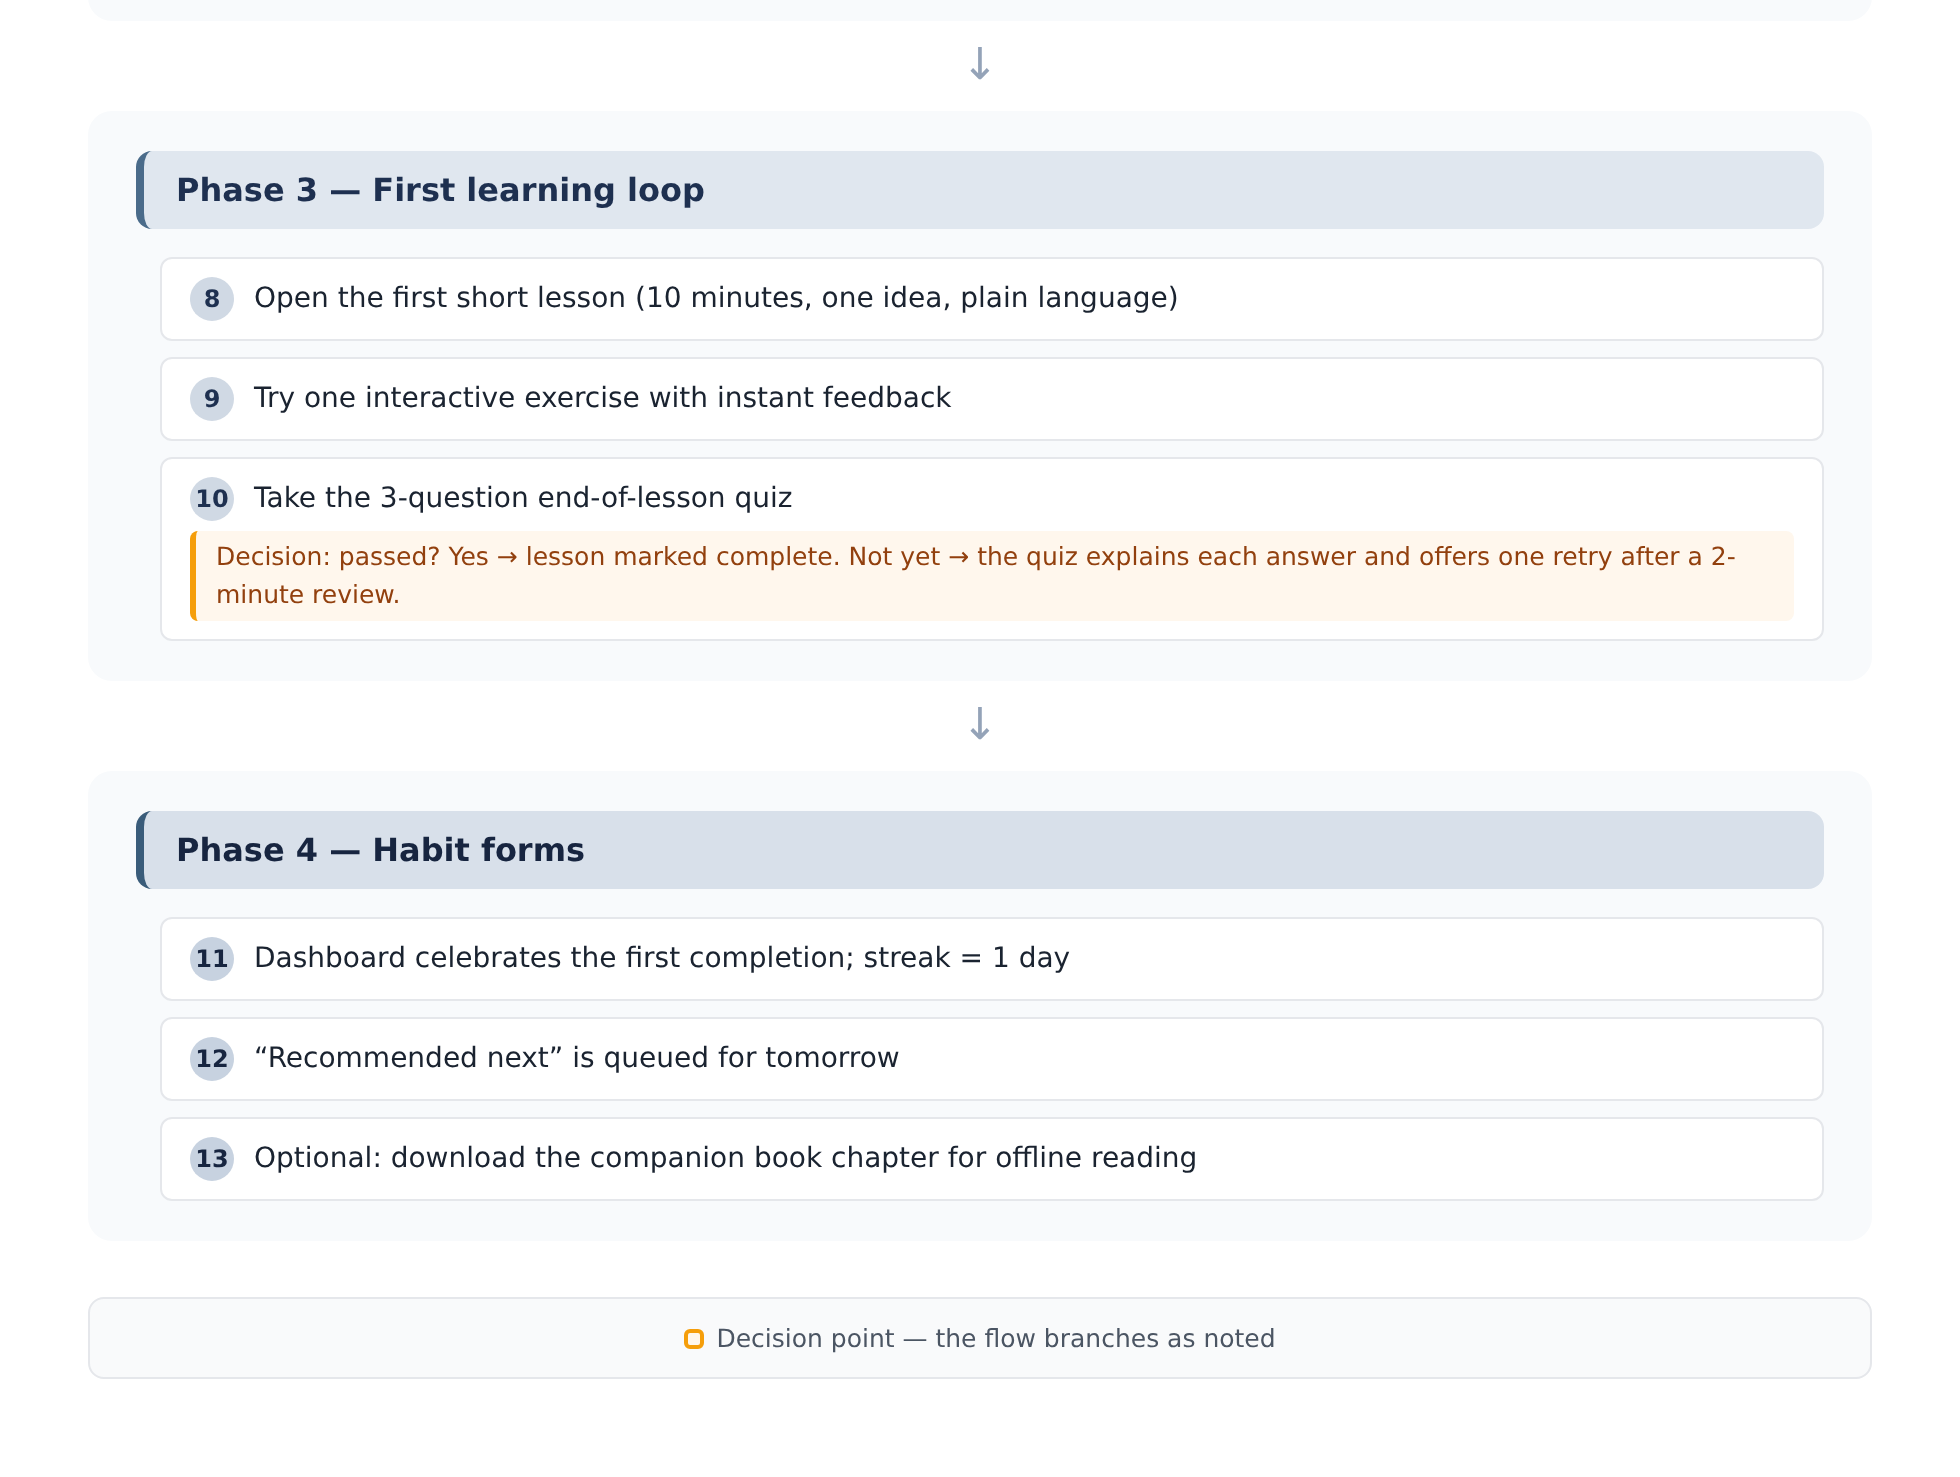 ↓
Phase 3 — First learning loop
8 Open the first short lesson (10 minutes, one idea, plain language)
9 Try one interactive exercise with instant feedback
10 Take the 3-question end-of-lesson quiz
Decision: passed? Yes → lesson marked complete. Not yet → the quiz explains each answer and offers one retry after a 2-
minute review.
↓
Phase 4 — Habit forms
11 Dashboard celebrates the first completion; streak = 1 day
12 “Recommended next” is queued for tomorrow
13 Optional: download the companion book chapter for offline reading
Decision point — the flow branches as noted